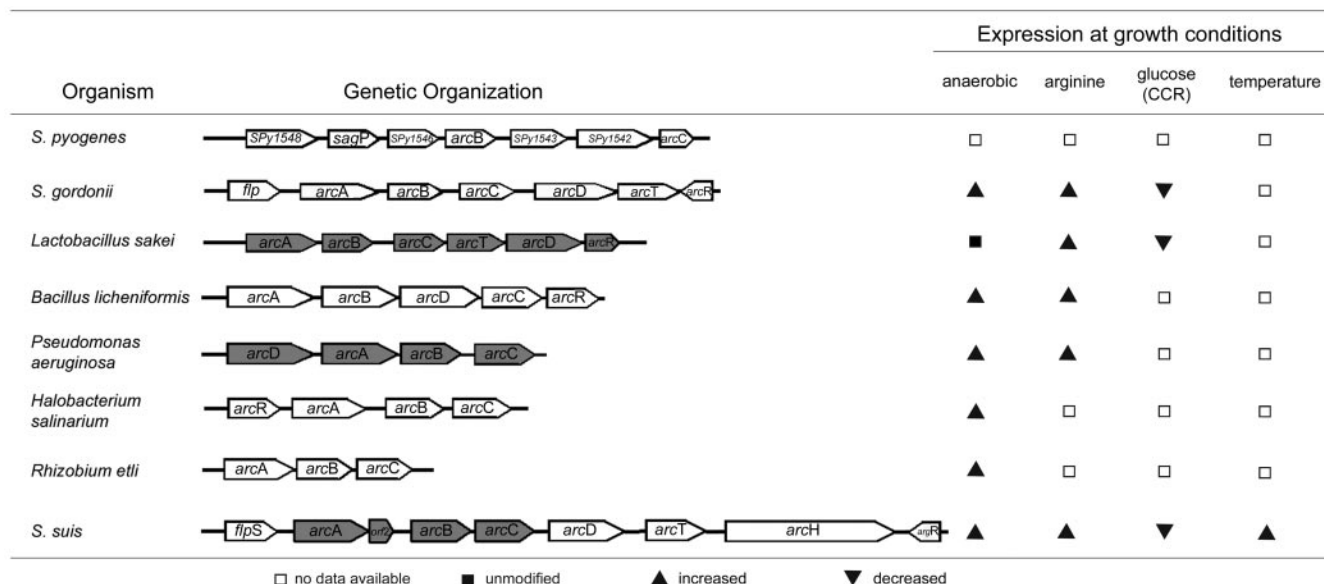 Expression at growth conditions
Organism Genetic Organization anaerobic arginine glucose (CCR) temperature
S. pyogenes SPy1548 sagP SPy1546 arcB SPy1543 SPy1542 arcC
S. gordonii flp arcA arcB arcC arcD arcT arcR
Lactobacillus sakei arcA arcB arcC arcT arcD arcR
Bacillus licheniformis arcA arcB arcD arcC arcR
Pseudomonas
aeruginosa arcD arcA arcB arcC
Halobacterium
salinarium arcR arcA arcB arcC
Rhizobium etli arcA arcB arcC
S. suis flpS arcA orf2 arcB arcC arcD arcT arcH argR
no data available unmodified increased decreased